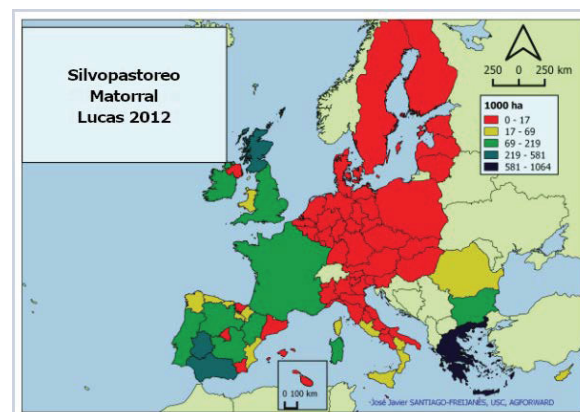 Silvopastoreo
Matorral
Lucas 2012
250 0 250 km
1000 ha
0 - 17
17 - 69
69 - 219
219 - 581
581 - 1064
0 100 km
José Javier SANTIAGO-FREIJANES, USC, AGFORWARD